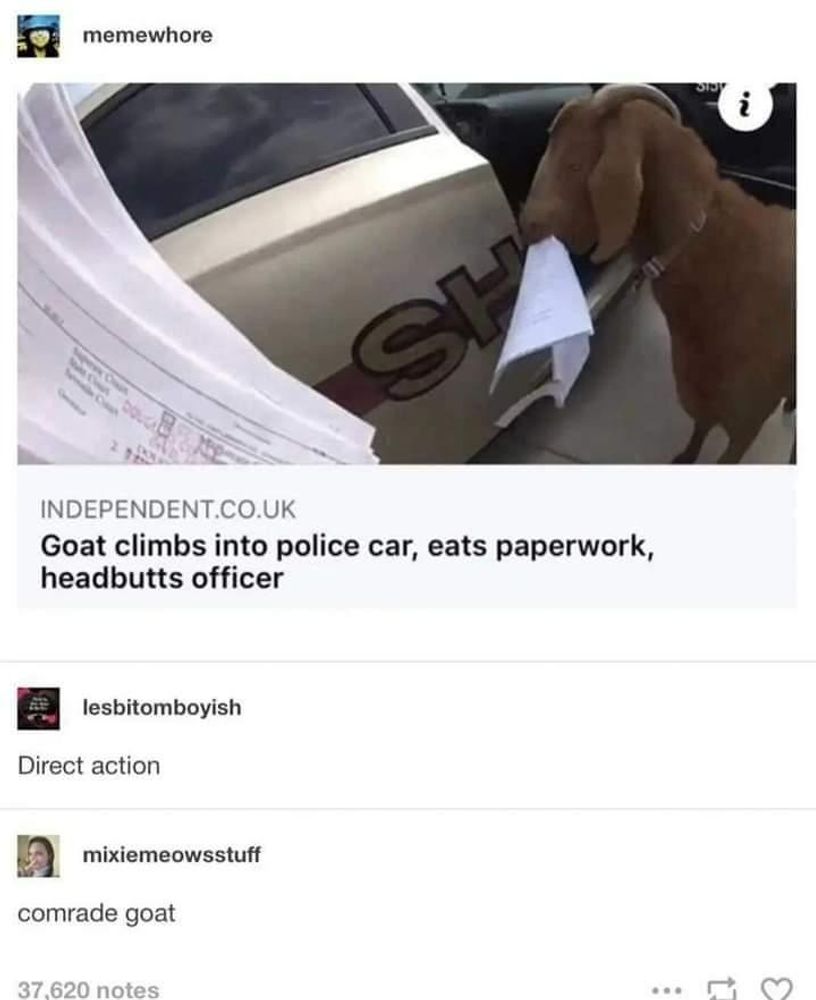 memewhore
i
SH
INDEPENDENT.CO.UK
Goat climbs into police car, eats paperwork,
headbutts officer
lesbitomboyish
Direct action
mixiemeowsstuff
comrade goat
37,620 notes